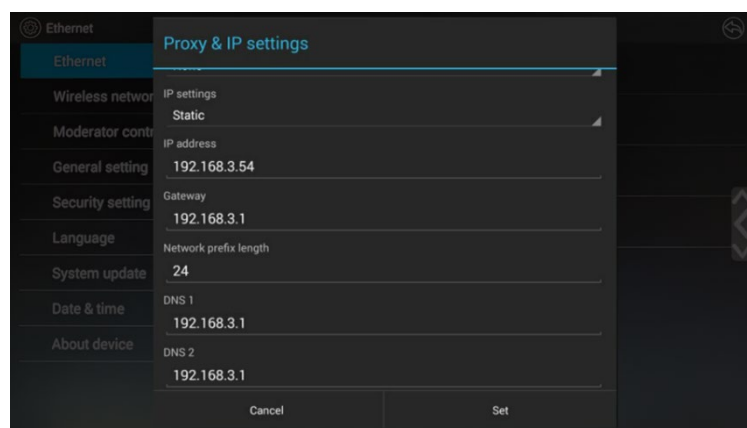 Ethernet
Proxy & IP settings
Ethernet
Wireless networ
IP settings
Static
Moderator contr
IP address
192.168.3.54
General setting
Gateway
192.168.3.1
Security setting
Language
Network prefix length
24
System update
DNS 1
192.168.3.1
Date & time
About device
DNS 2
192.168.3.1
Cancel
Set